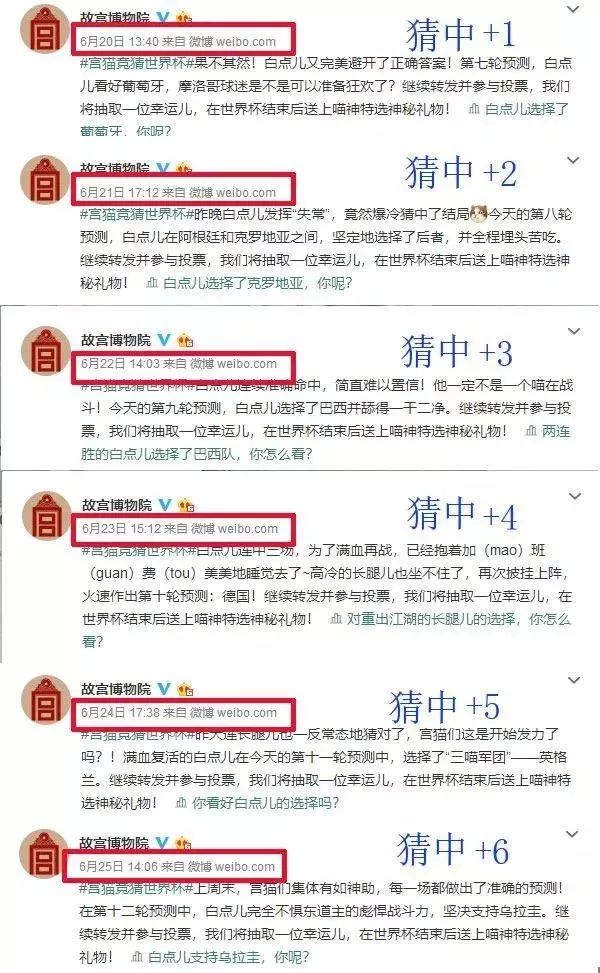 故宫博物院
6月20日 13:40 来自 微博 weibo.com
猜中+1
#宫猫竞猜世界杯#果不其然！白点儿又完美避开了正确答案！第七轮预测，白点
儿看好葡萄牙，摩洛哥球迷是不是可以准备狂欢了？继续转发并参与投票，我们
将抽取一位幸运儿，在世界杯结束后送上喵神特选神秘礼物！ 白点儿选择了
葡萄牙，你呢？
故宫博物院
6月21日 17:12 来自 微博 weibo.com
猜中+2
#宫猫竞猜世界杯#昨晚白点儿发挥“失常”，竟然爆冷猜中了结局今天的第八轮
预测，白点儿在阿根廷和克罗地亚之间，坚定地选择了后者，并全程埋头苦吃。
继续转发并参与投票，我们将抽取一位幸运儿，在世界杯结束后送上喵神特选神
秘礼物！ 白点儿选择了克罗地亚，你呢？
故宫博物院
6月22日 14:03 来自 微博 weibo.com
猜中+3
#宫猫竞猜世界杯#白点儿连续准确命中，简直难以置信！他一定不是一个喵在战
斗！今天的第九轮预测，白点儿选择了巴西并舔得一干二净。继续转发并参与投
票，我们将抽取一位幸运儿，在世界杯结束后送上喵神特选神秘礼物！ 两连
胜的白点儿选择了巴西队，你怎么看？
故宫博物院
6月23日 15:12 来自 微博 weibo.com
猜中+4
#宫猫竞猜世界杯#白点儿连中三场，为了满血再战，已经抱着加（mao）班
（guan）费（tou）美美地睡觉去了~高冷的长腿儿也坐不住了，再次披挂上阵，
火速作出第十轮预测：德国！继续转发并参与投票，我们将抽取一位幸运儿，在
世界杯结束后送上喵神特选神秘礼物！ 对重出江湖的长腿儿的选择，你怎么
看？
故宫博物院
6月24日 17:38 来自 微博 weibo.com
猜中+5
#宫猫竞猜世界杯#昨天连长腿儿也一反常态地猜对了，宫猫们这是开始发力了
吗？！满血复活的白点儿在今天的第十一轮预测中，选择了“三喵军团”——英格
兰。继续转发并参与投票，我们将抽取一位幸运儿，在世界杯结束后送上喵神特
选神秘礼物！ 你看好白点儿的选择吗？
故宫博物院
6月25日 14:06 来自 微博 weibo.com
猜中+6
#宫猫竞猜世界杯#上周末，宫猫们集体有如神助，每一场都做出了准确的预测！
在第十二轮预测中，白点儿完全不惧东道主的彪悍战斗力，坚决支持乌拉圭。继
续转发并参与投票，我们将抽取一位幸运儿，在世界杯结束后送上喵神特选神秘
礼物！ 白点儿支持乌拉圭，你呢？